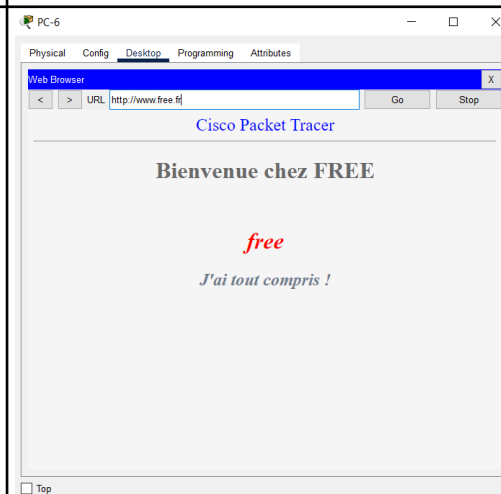 PC-6
Physical Config Desktop Programming Attributes
Web Browser X
< > URL http://www.free.fr Go Stop
Cisco Packet Tracer
Bienvenue chez FREE
free
J'ai tout compris !
Top